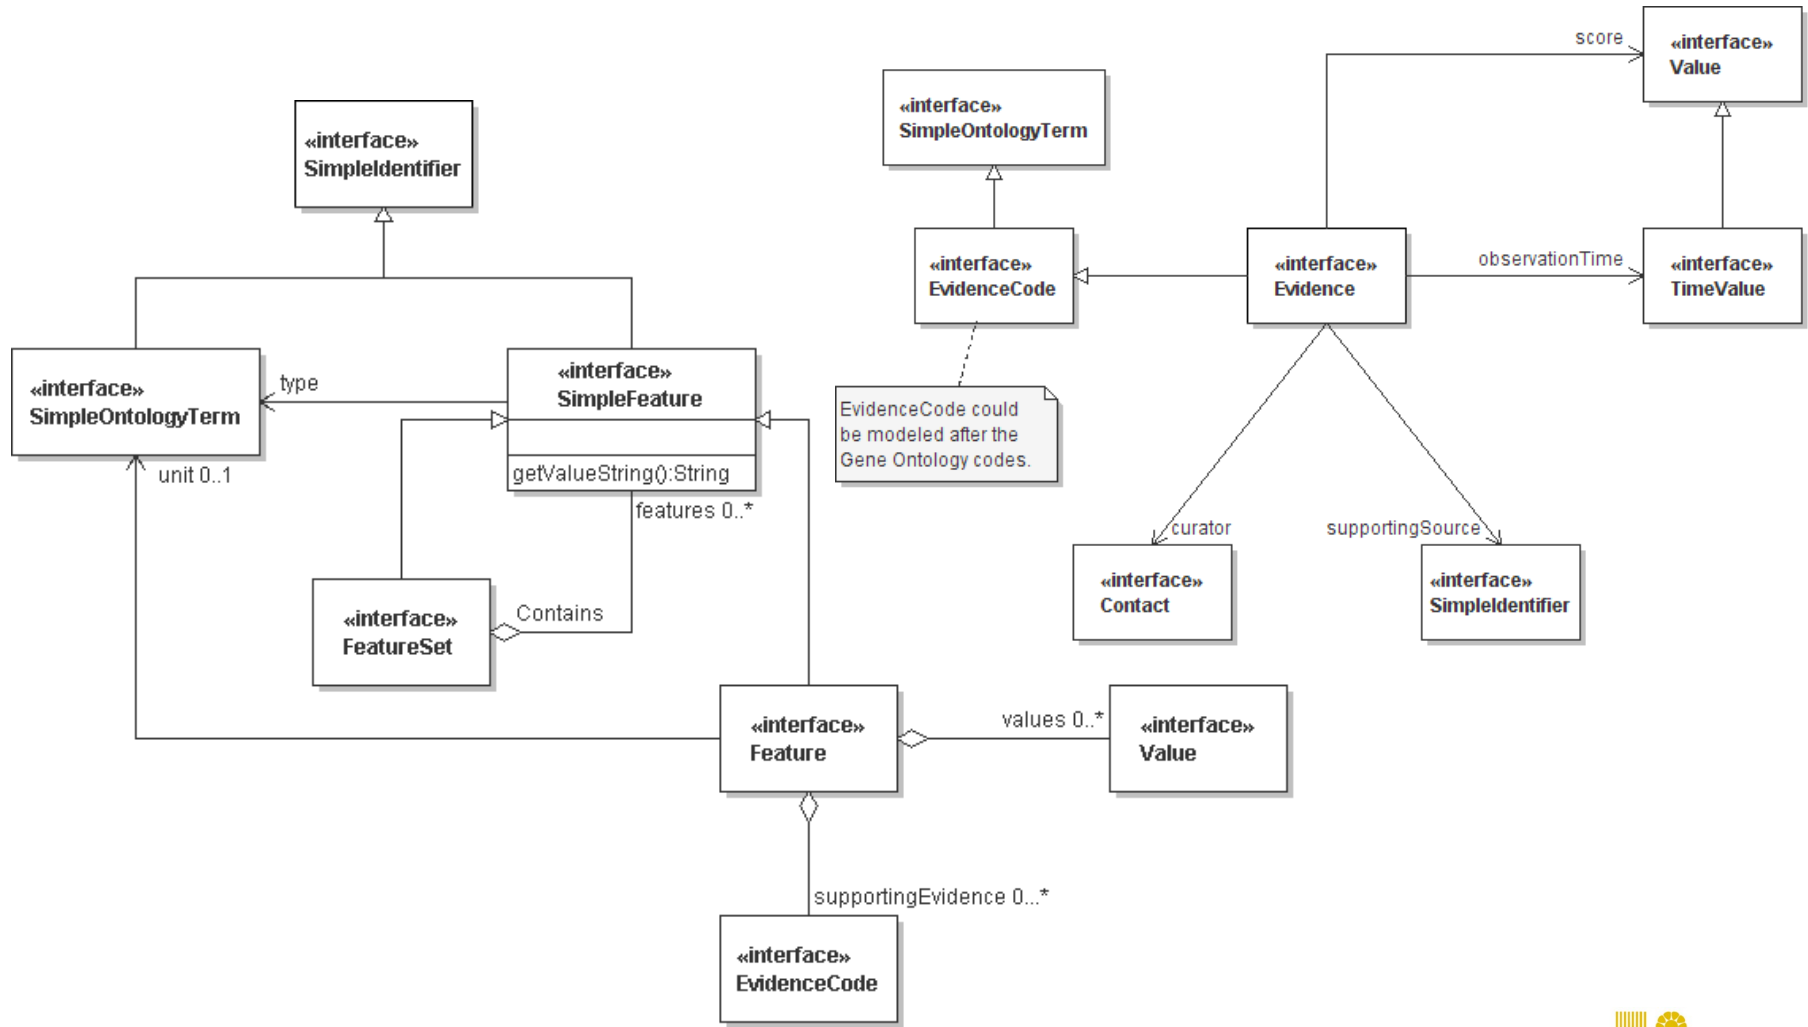 «interface»
SimpleIdentifier
«interface»
SimpleOntologyTerm
type
unit 0..1
«interface»
SimpleFeature
getValueString():String
features 0..*
«interface»
FeatureSet
Contains
«interface»
Feature
values 0..*
«interface»
Value
supportingEvidence 0...*
«interface»
EvidenceCode
«interface»
SimpleOntologyTerm
«interface»
EvidenceCode
EvidenceCode could
be modeled after the
Gene Ontology codes.
«interface»
Evidence
score
«interface»
Value
observationTime
«interface»
TimeValue
curator
«interface»
Contact
supportingSource
«interface»
SimpleIdentifier